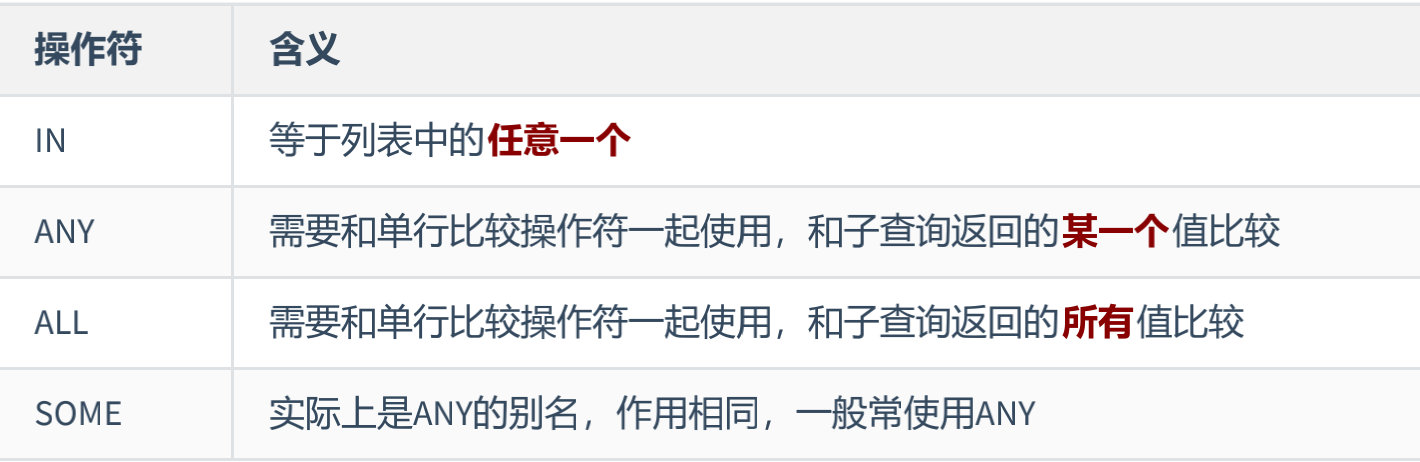 操作符 含义
IN 等于列表中的任意一个
ANY 需要和单行比较操作符一起使用，和子查询返回的某一个值比较
ALL 需要和单行比较操作符一起使用，和子查询返回的所有值比较
SOME 实际上是ANY的别名，作用相同，一般常使用ANY